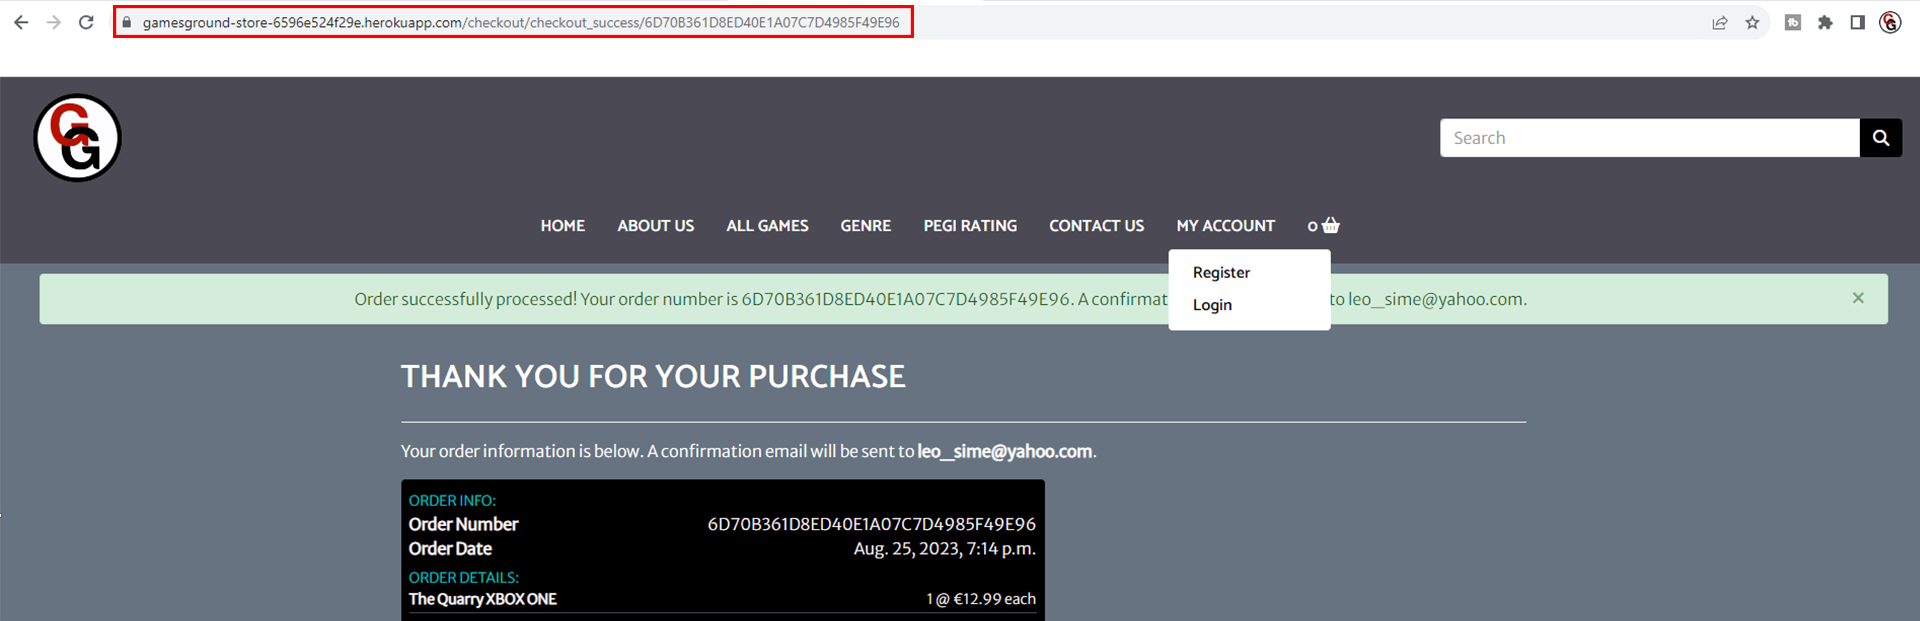 gamesground-store-6596e524f29e.herokuapp.com/checkout/checkout_success/6D70B361D8ED40E1A07C7D4985F49E96
GG
Search
HOME ABOUT US ALL GAMES GENRE PEGI RATING CONTACT US MY ACCOUNT 0
Register
Login
Order successfully processed! Your order number is 6D70B361D8ED40E1A07C7D4985F49E96. A confirmat to leo_sime@yahoo.com. ×
THANK YOU FOR YOUR PURCHASE
Your order information is below. A confirmation email will be sent to leo_sime@yahoo.com.
ORDER INFO:
Order Number 6D70B361D8ED40E1A07C7D4985F49E96
Order Date Aug. 25, 2023, 7:14 p.m.
ORDER DETAILS:
The Quarry XBOX ONE 1 @ €12.99 each